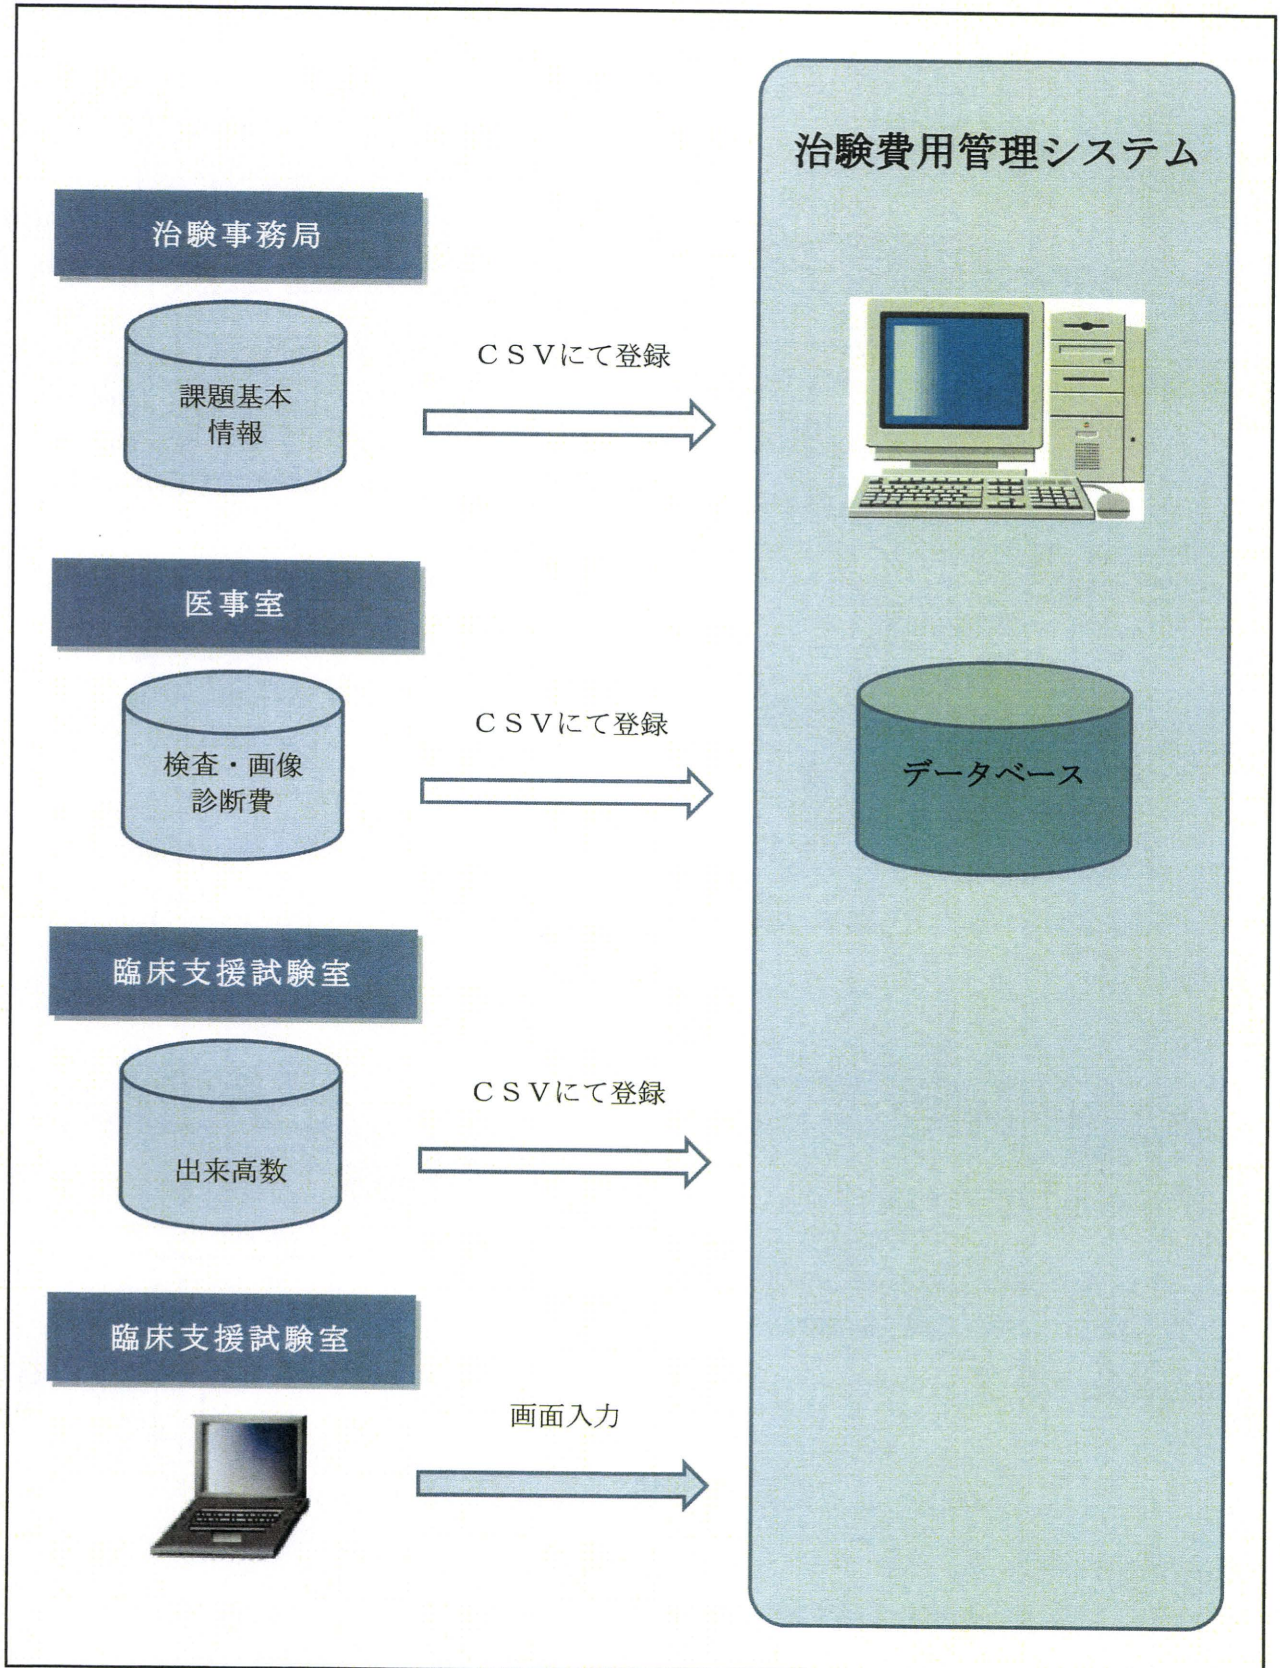 治験費用管理システム
治験事務局
課題基本
情報
ＣＳＶにて登録
医事室
検査・画像
診断費
ＣＳＶにて登録
データベース
臨床支援試験室
出来高数
ＣＳＶにて登録
臨床支援試験室
画面入力